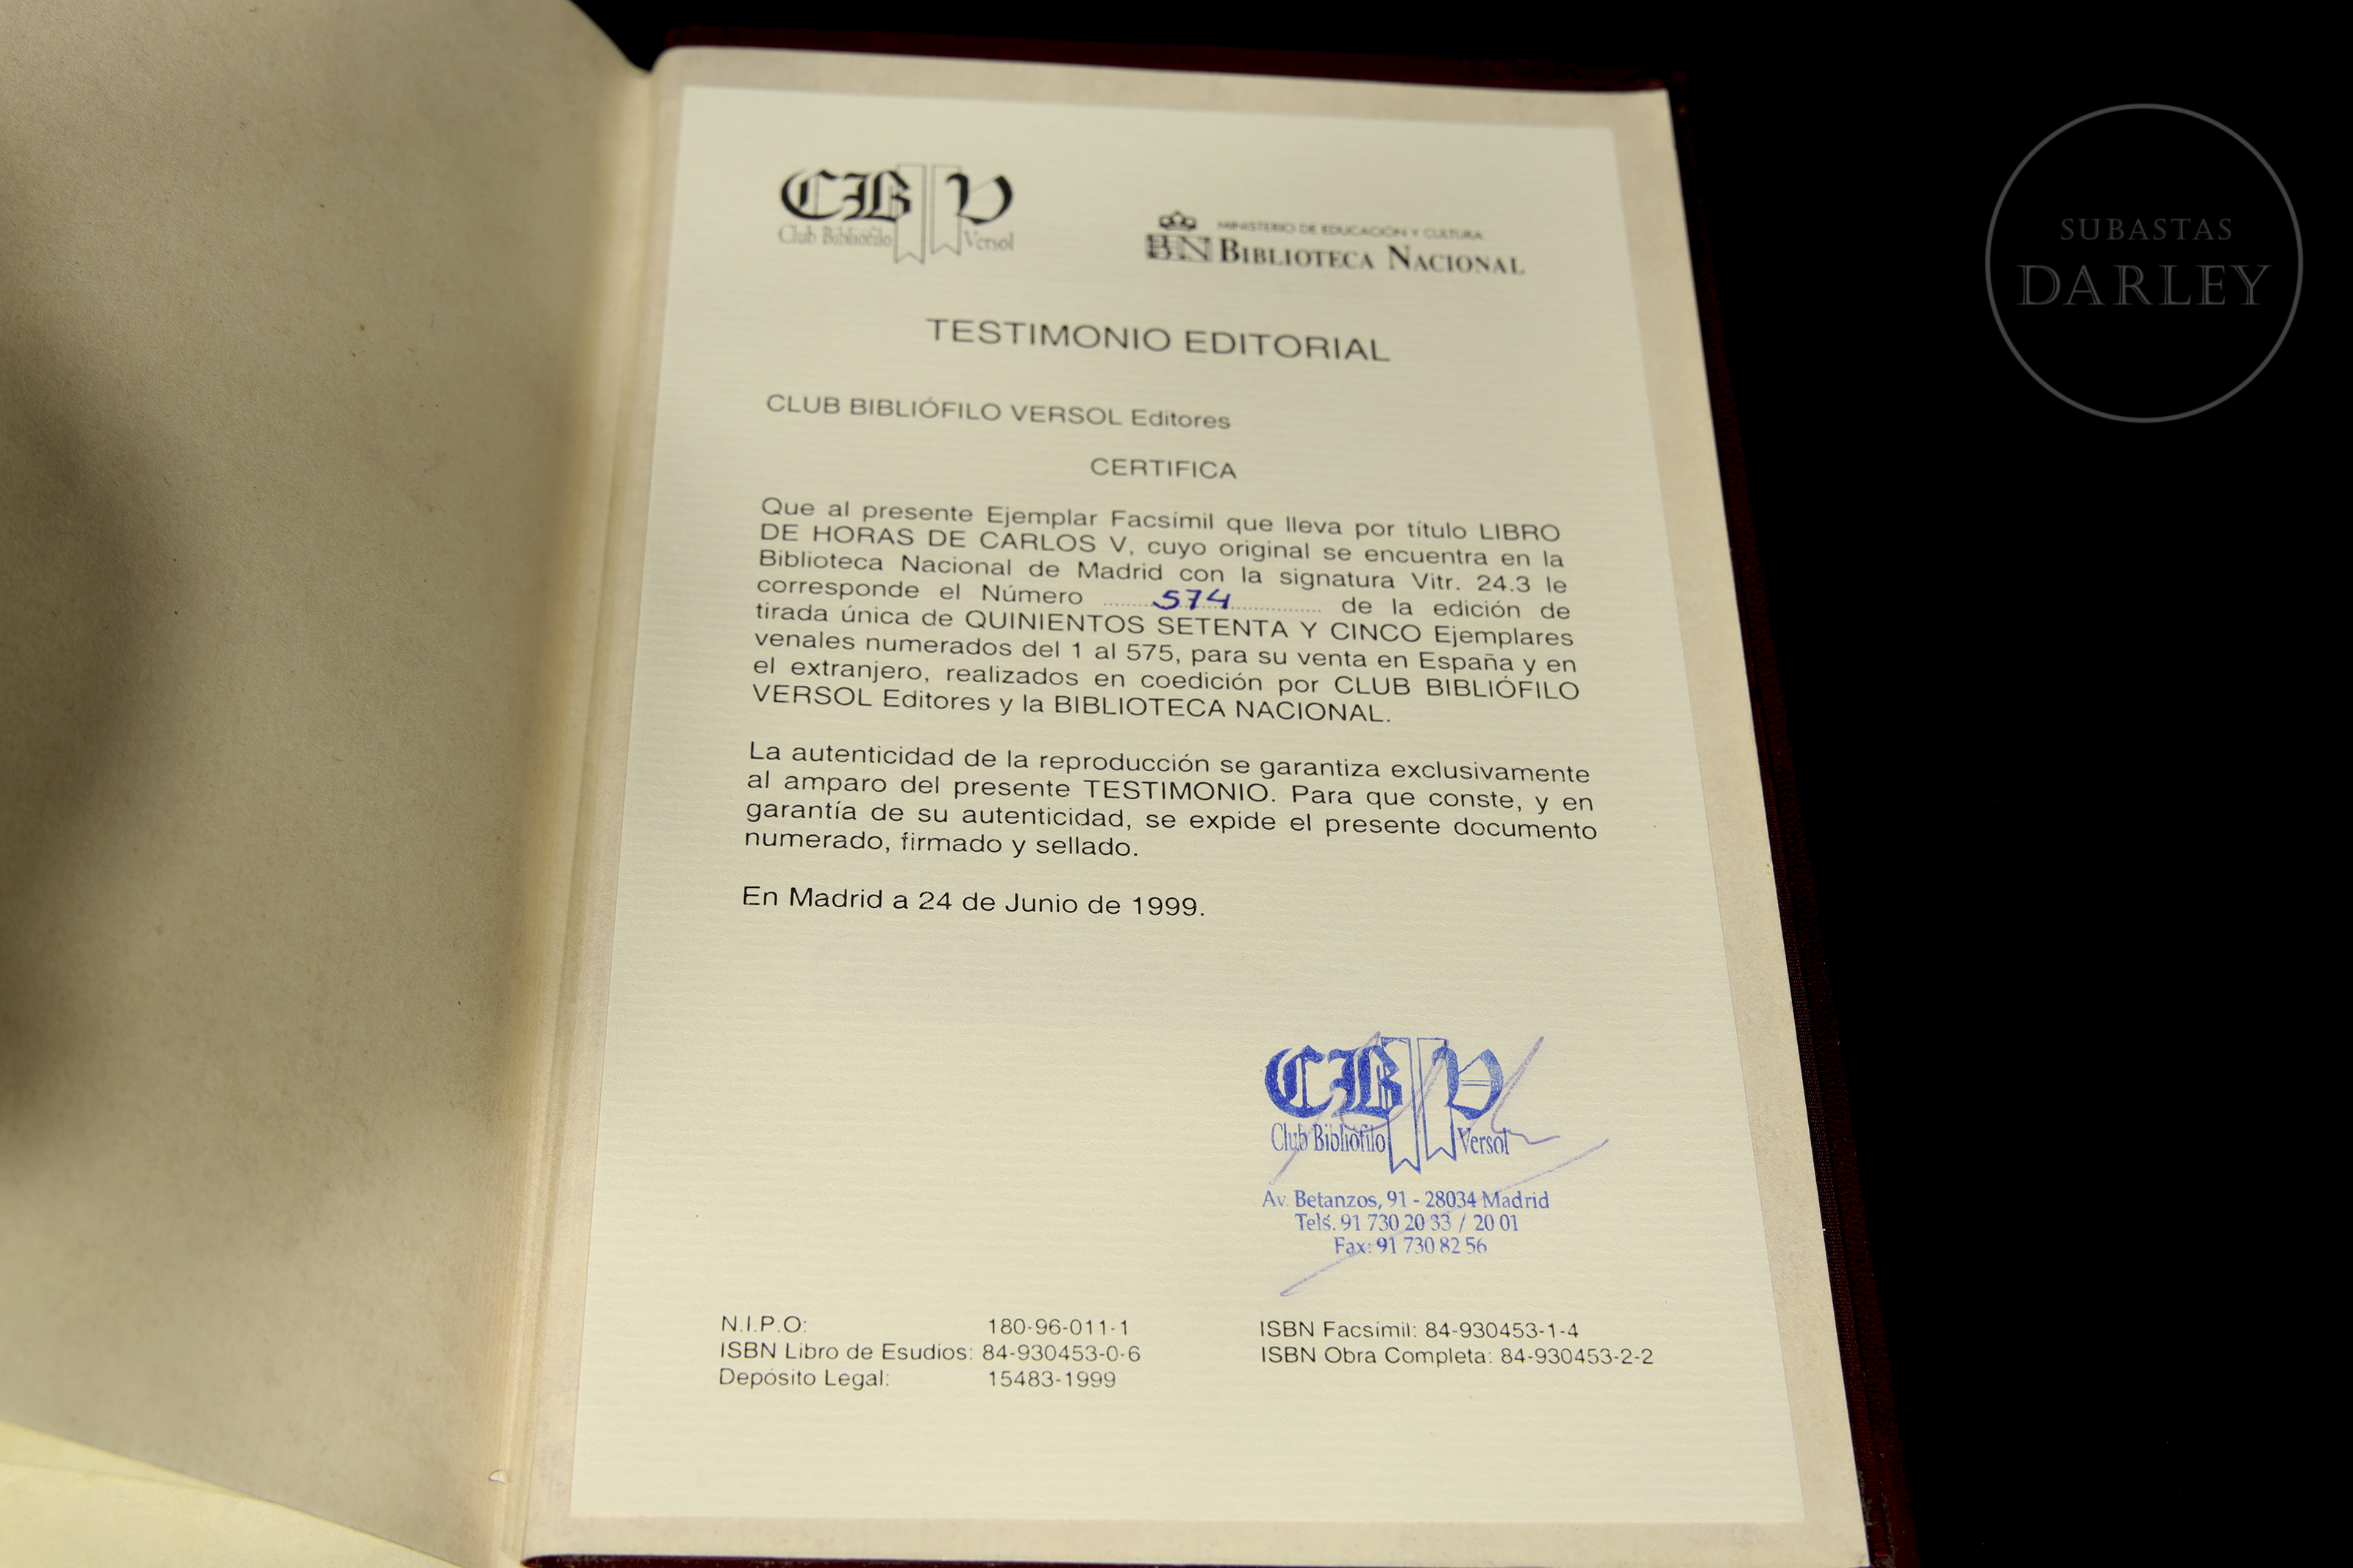 CB V
Club Bibliófilo Versol
MINISTERIO DE EDUCACIÓN Y CULTURA
BN BIBLIOTECA NACIONAL
SUBASTAS
DARLEY
TESTIMONIO EDITORIAL
CLUB BIBLIÓFILO VERSOL Editores
CERTIFICA
Que al presente Ejemplar Facsímil que lleva por título LIBRO
DE HORAS DE CARLOS V, cuyo original se encuentra en la
Biblioteca Nacional de Madrid con la signatura Vitr. 24.3 le
corresponde el Número 574 de la edición de
tirada única de QUINIENTOS SETENTA Y CINCO Ejemplares
venales numerados del 1 al 575, para su venta en España y en
el extranjero, realizados en coedición por CLUB BIBLIÓFILO
VERSOL Editores y la BIBLIOTECA NACIONAL.
La autenticidad de la reproducción se garantiza exclusivamente
al amparo del presente TESTIMONIO. Para que conste, y en
garantía de su autenticidad, se expide el presente documento
numerado, firmado y sellado.
En Madrid a 24 de Junio de 1999.
CB V
Club Bibliófilo Versol
Av. Betanzos, 91 - 28034 Madrid
Tels. 91 730 20 33 / 20 01
Fax: 91 730 82 56
N.I.P.O: 180-96-011-1
ISBN Libro de Esudios: 84-930453-0-6
Depósito Legal: 15483-1999
ISBN Facsímil: 84-930453-1-4
ISBN Obra Completa: 84-930453-2-2